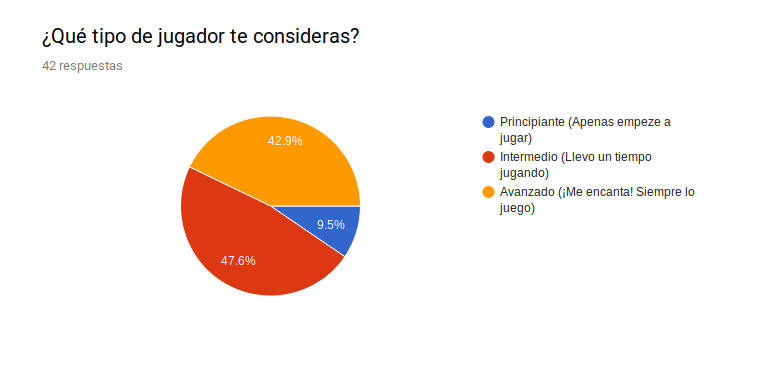 ¿Qué tipo de jugador te consideras?
42 respuestas
42.9%
9.5%
47.6%
Principiante (Apenas empeze a
jugar)
Intermedio (Llevo un tiempo
jugando)
Avanzado (¡Me encanta! Siempre lo
juego)